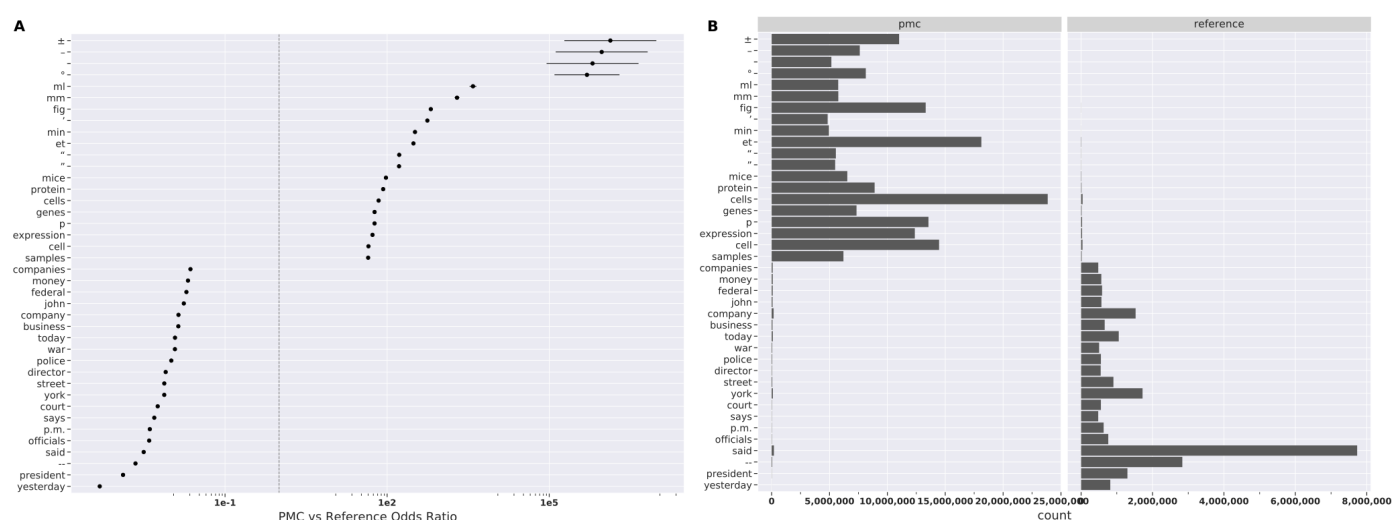 A
±
–
-
°
ml
mm
fig
′
min
et
“
”
mice
protein
cells
genes
p
expression
cell
samples
companies
money
federal
john
company
business
today
war
police
director
street
york
court
says
p.m.
officials
said
--
president
yesterday
1e-1 1e2 1e5
PMC vs Reference Odds Ratio
B
pmc reference
±
–
-
°
ml
mm
fig
′
min
et
“
”
mice
protein
cells
genes
p
expression
cell
samples
companies
money
federal
john
company
business
today
war
police
director
street
york
court
says
p.m.
officials
said
--
president
yesterday
0 5,000,000 10,000,000 15,000,000 20,000,000 25,000,000 0 2,000,000 4,000,000 6,000,000 8,000,000
count